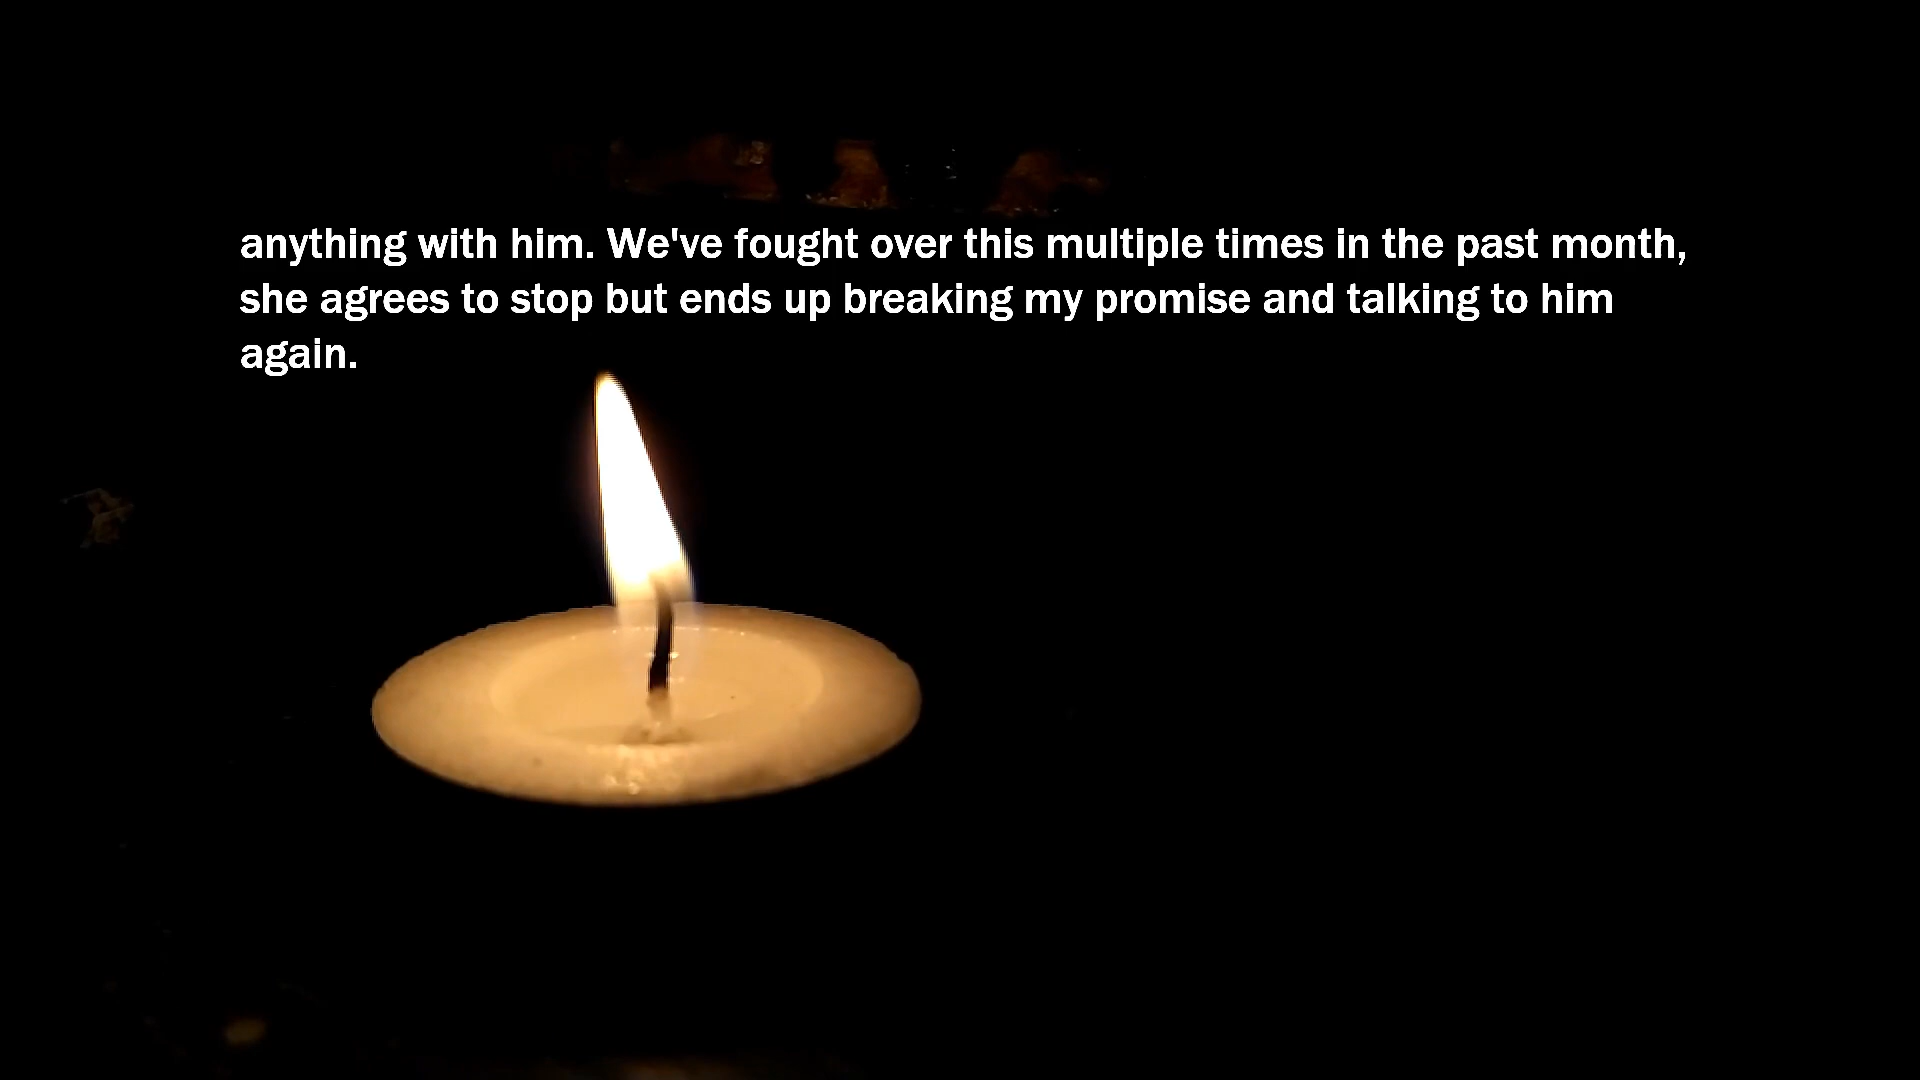 anything with him. We've fought over this multiple times in the past month,
she agrees to stop but ends up breaking my promise and talking to him
again.